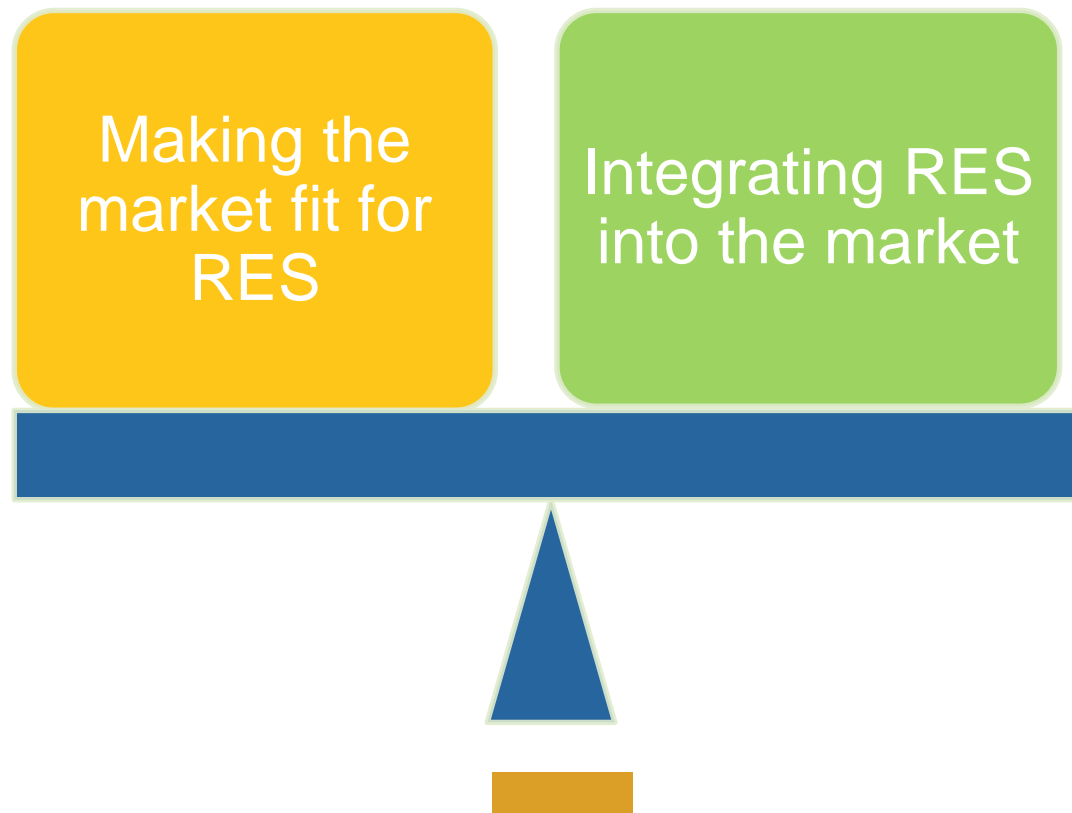 Making the
market fit for
RES
Integrating RES
into the market